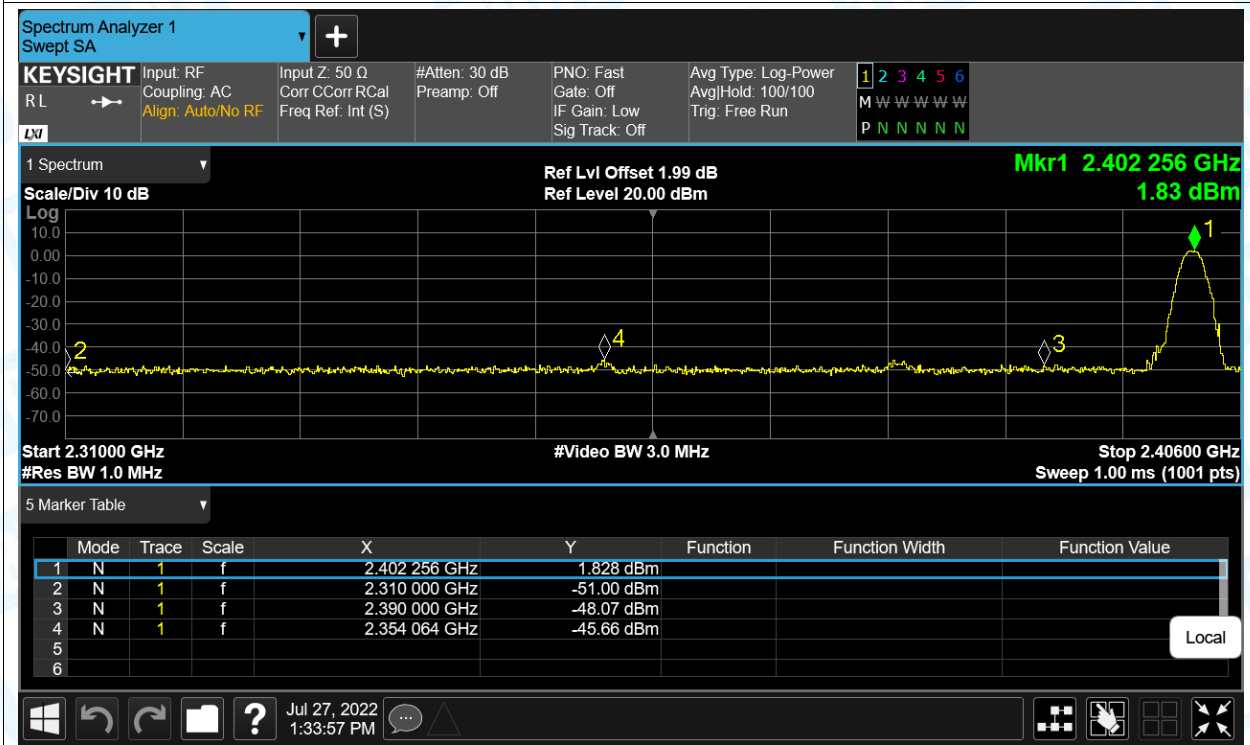 Spectrum Analyzer 1
Swept SA
KEYSIGHT
R L
LXI
Input: RF
Coupling: AC
Align: Auto/No RF
Input Z: 50 Ω
Corr CCorr RCal
Freq Ref: Int (S)
#Atten: 30 dB
Preamp: Off
PNO: Fast
Gate: Off
IF Gain: Low
Sig Track: Off
Avg Type: Log-Power
Avg|Hold: 100/100
Trig: Free Run
1 2 3 4 5 6
M W W W W W
P N N N N N
1 Spectrum
Scale/Div 10 dB
Ref Lvl Offset 1.99 dB
Ref Level 20.00 dBm
Mkr1 2.402 256 GHz
1.83 dBm
Log
10.0
0.00
-10.0
-20.0
-30.0
-40.0
-50.0
-60.0
-70.0
1
2
4
3
Start 2.31000 GHz
#Video BW 3.0 MHz
Stop 2.40600 GHz
#Res BW 1.0 MHz
Sweep 1.00 ms (1001 pts)
5 Marker Table
Mode Trace Scale X Y Function Function Width Function Value
1 N 1 f 2.402 256 GHz 1.828 dBm
2 N 1 f 2.310 000 GHz -51.00 dBm
3 N 1 f 2.390 000 GHz -48.07 dBm
4 N 1 f 2.354 064 GHz -45.66 dBm
5
6
Local
?
Jul 27, 2022
1:33:57 PM